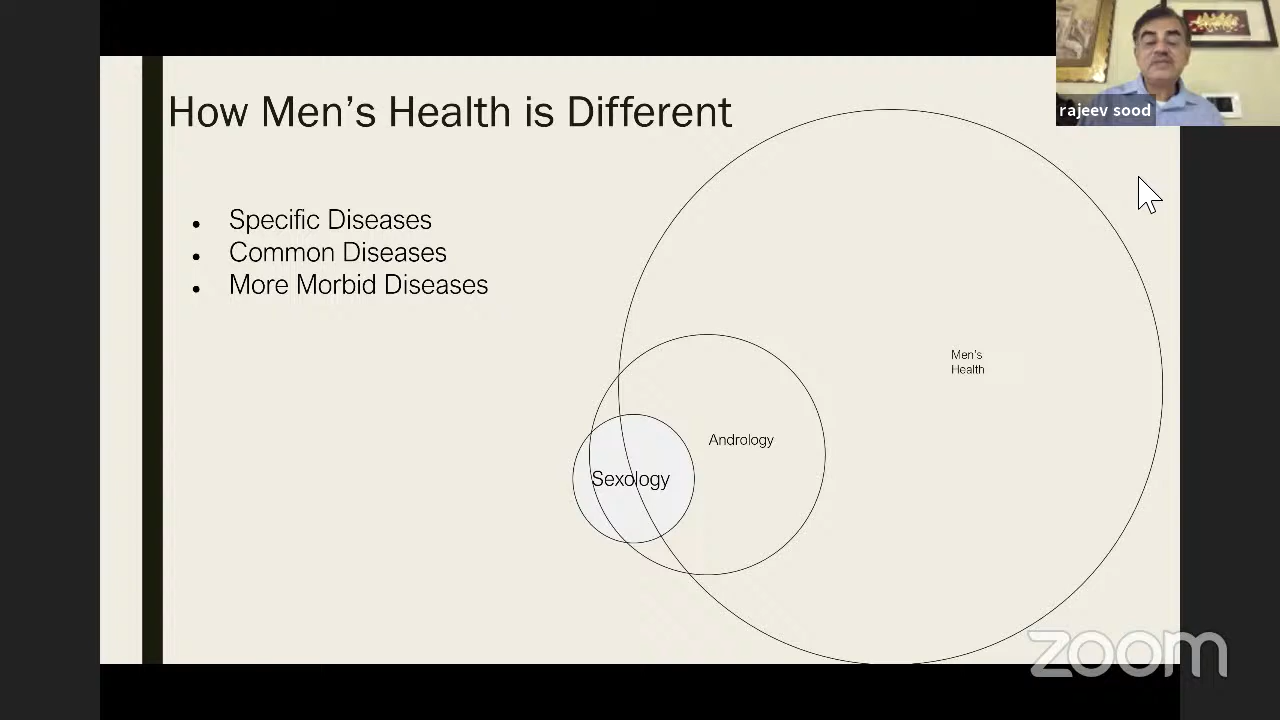 How Men's Health is Different
rajeev sood
• Specific Diseases
• Common Diseases
• More Morbid Diseases
Men's
Health
Andrology
Sexology
zoom